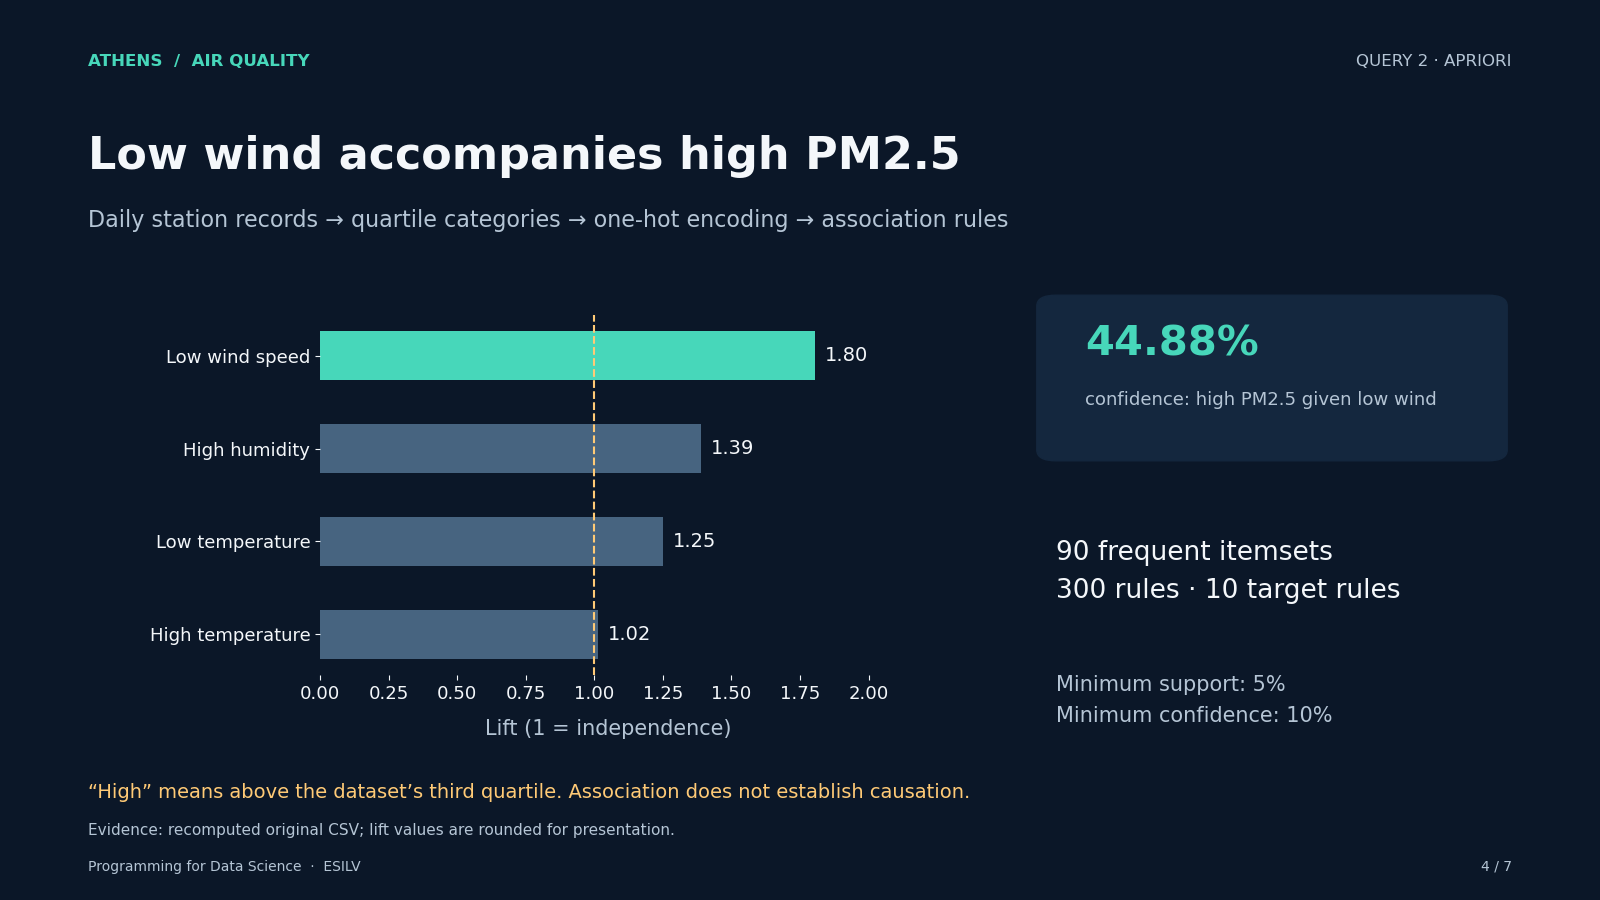 ATHENS / AIR QUALITY
QUERY 2 · APRIORI
Low wind accompanies high PM2.5
Daily station records → quartile categories → one-hot encoding → association rules
Low wind speed
1.80
High humidity
1.39
Low temperature
1.25
High temperature
1.02
0.00 0.25 0.50 0.75 1.00 1.25 1.50 1.75 2.00
Lift (1 = independence)
44.88%
confidence: high PM2.5 given low wind
90 frequent itemsets
300 rules · 10 target rules
Minimum support: 5%
Minimum confidence: 10%
“High” means above the dataset’s third quartile. Association does not establish causation.
Evidence: recomputed original CSV; lift values are rounded for presentation.
Programming for Data Science · ESILV
4 / 7